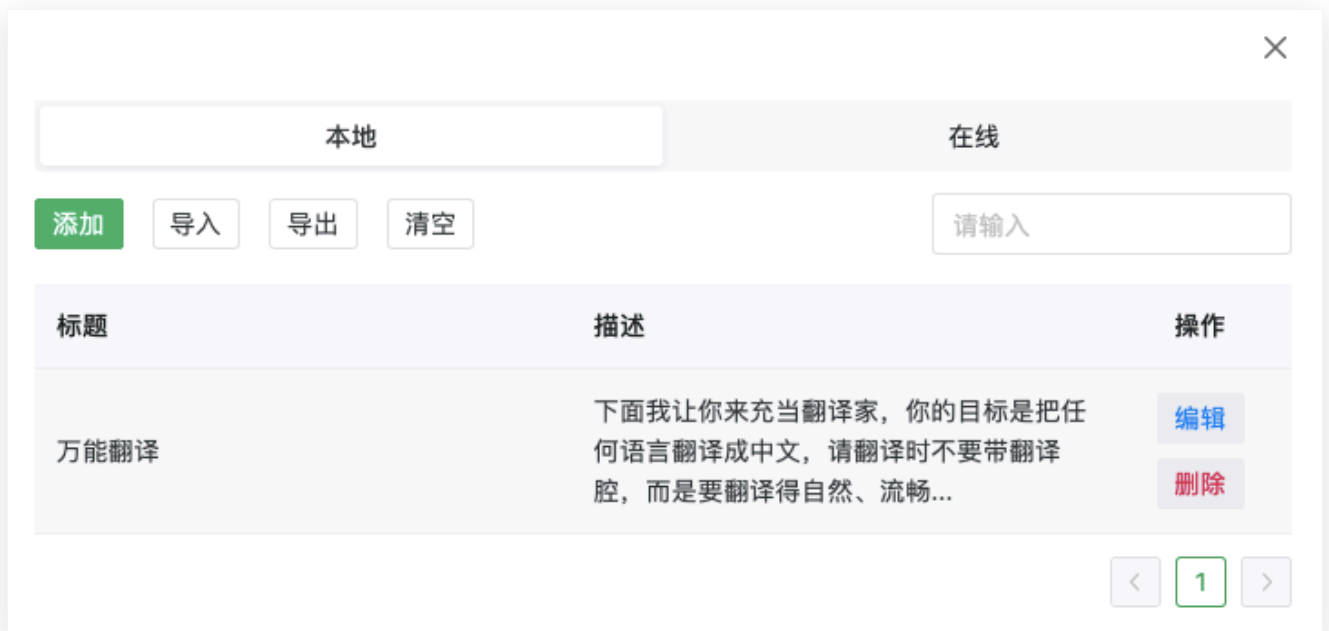 本地 在线
添加 导入 导出 清空 请输入
标题 描述 操作
下面我让你来充当翻译家，你的目标是把任 编辑
万能翻译 何语言翻译成中文，请翻译时不要带翻译
腔，而是要翻译得自然、流畅... 删除
< 1 >